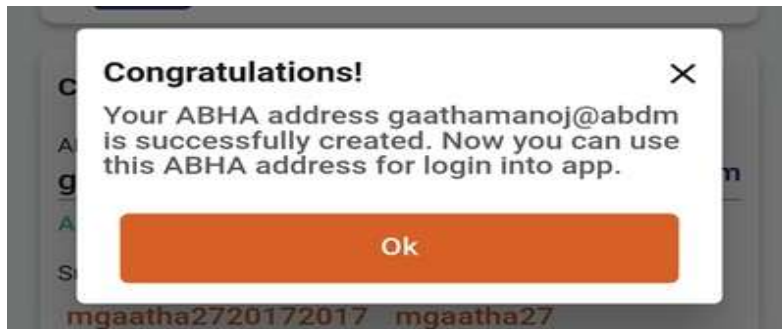 Congratulations!
Your ABHA address gaathamanoj@abdm
is successfully created. Now you can use
this ABHA address for login into app.
Ok
mgaatha2720172017 mgaatha27